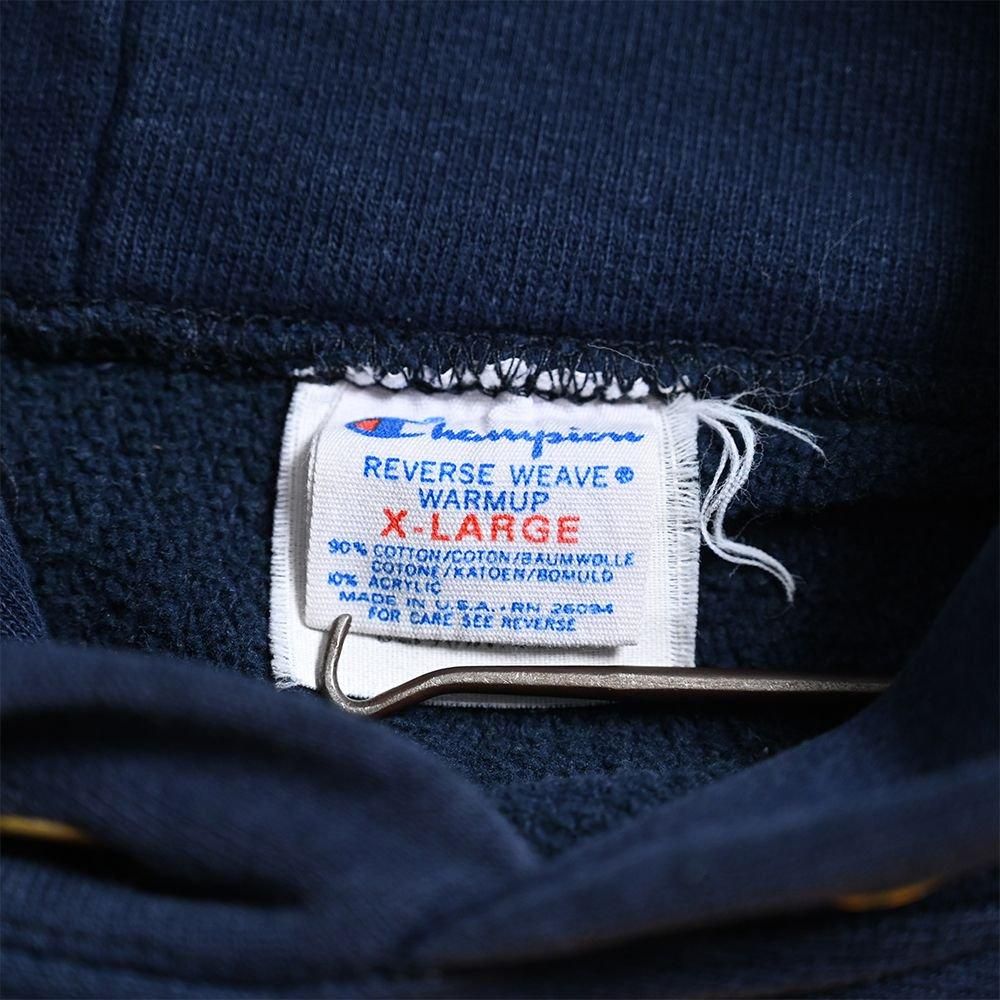 Champion
REVERSE WEAVE®
WARMUP
X-LARGE
90% COTTON/COTON/BAUMWOLLE
COTONE/KATOEN/BOMULD
10% ACRYLIC
MADE IN U.S.A. • RN 26094
FOR CARE SEE REVERSE